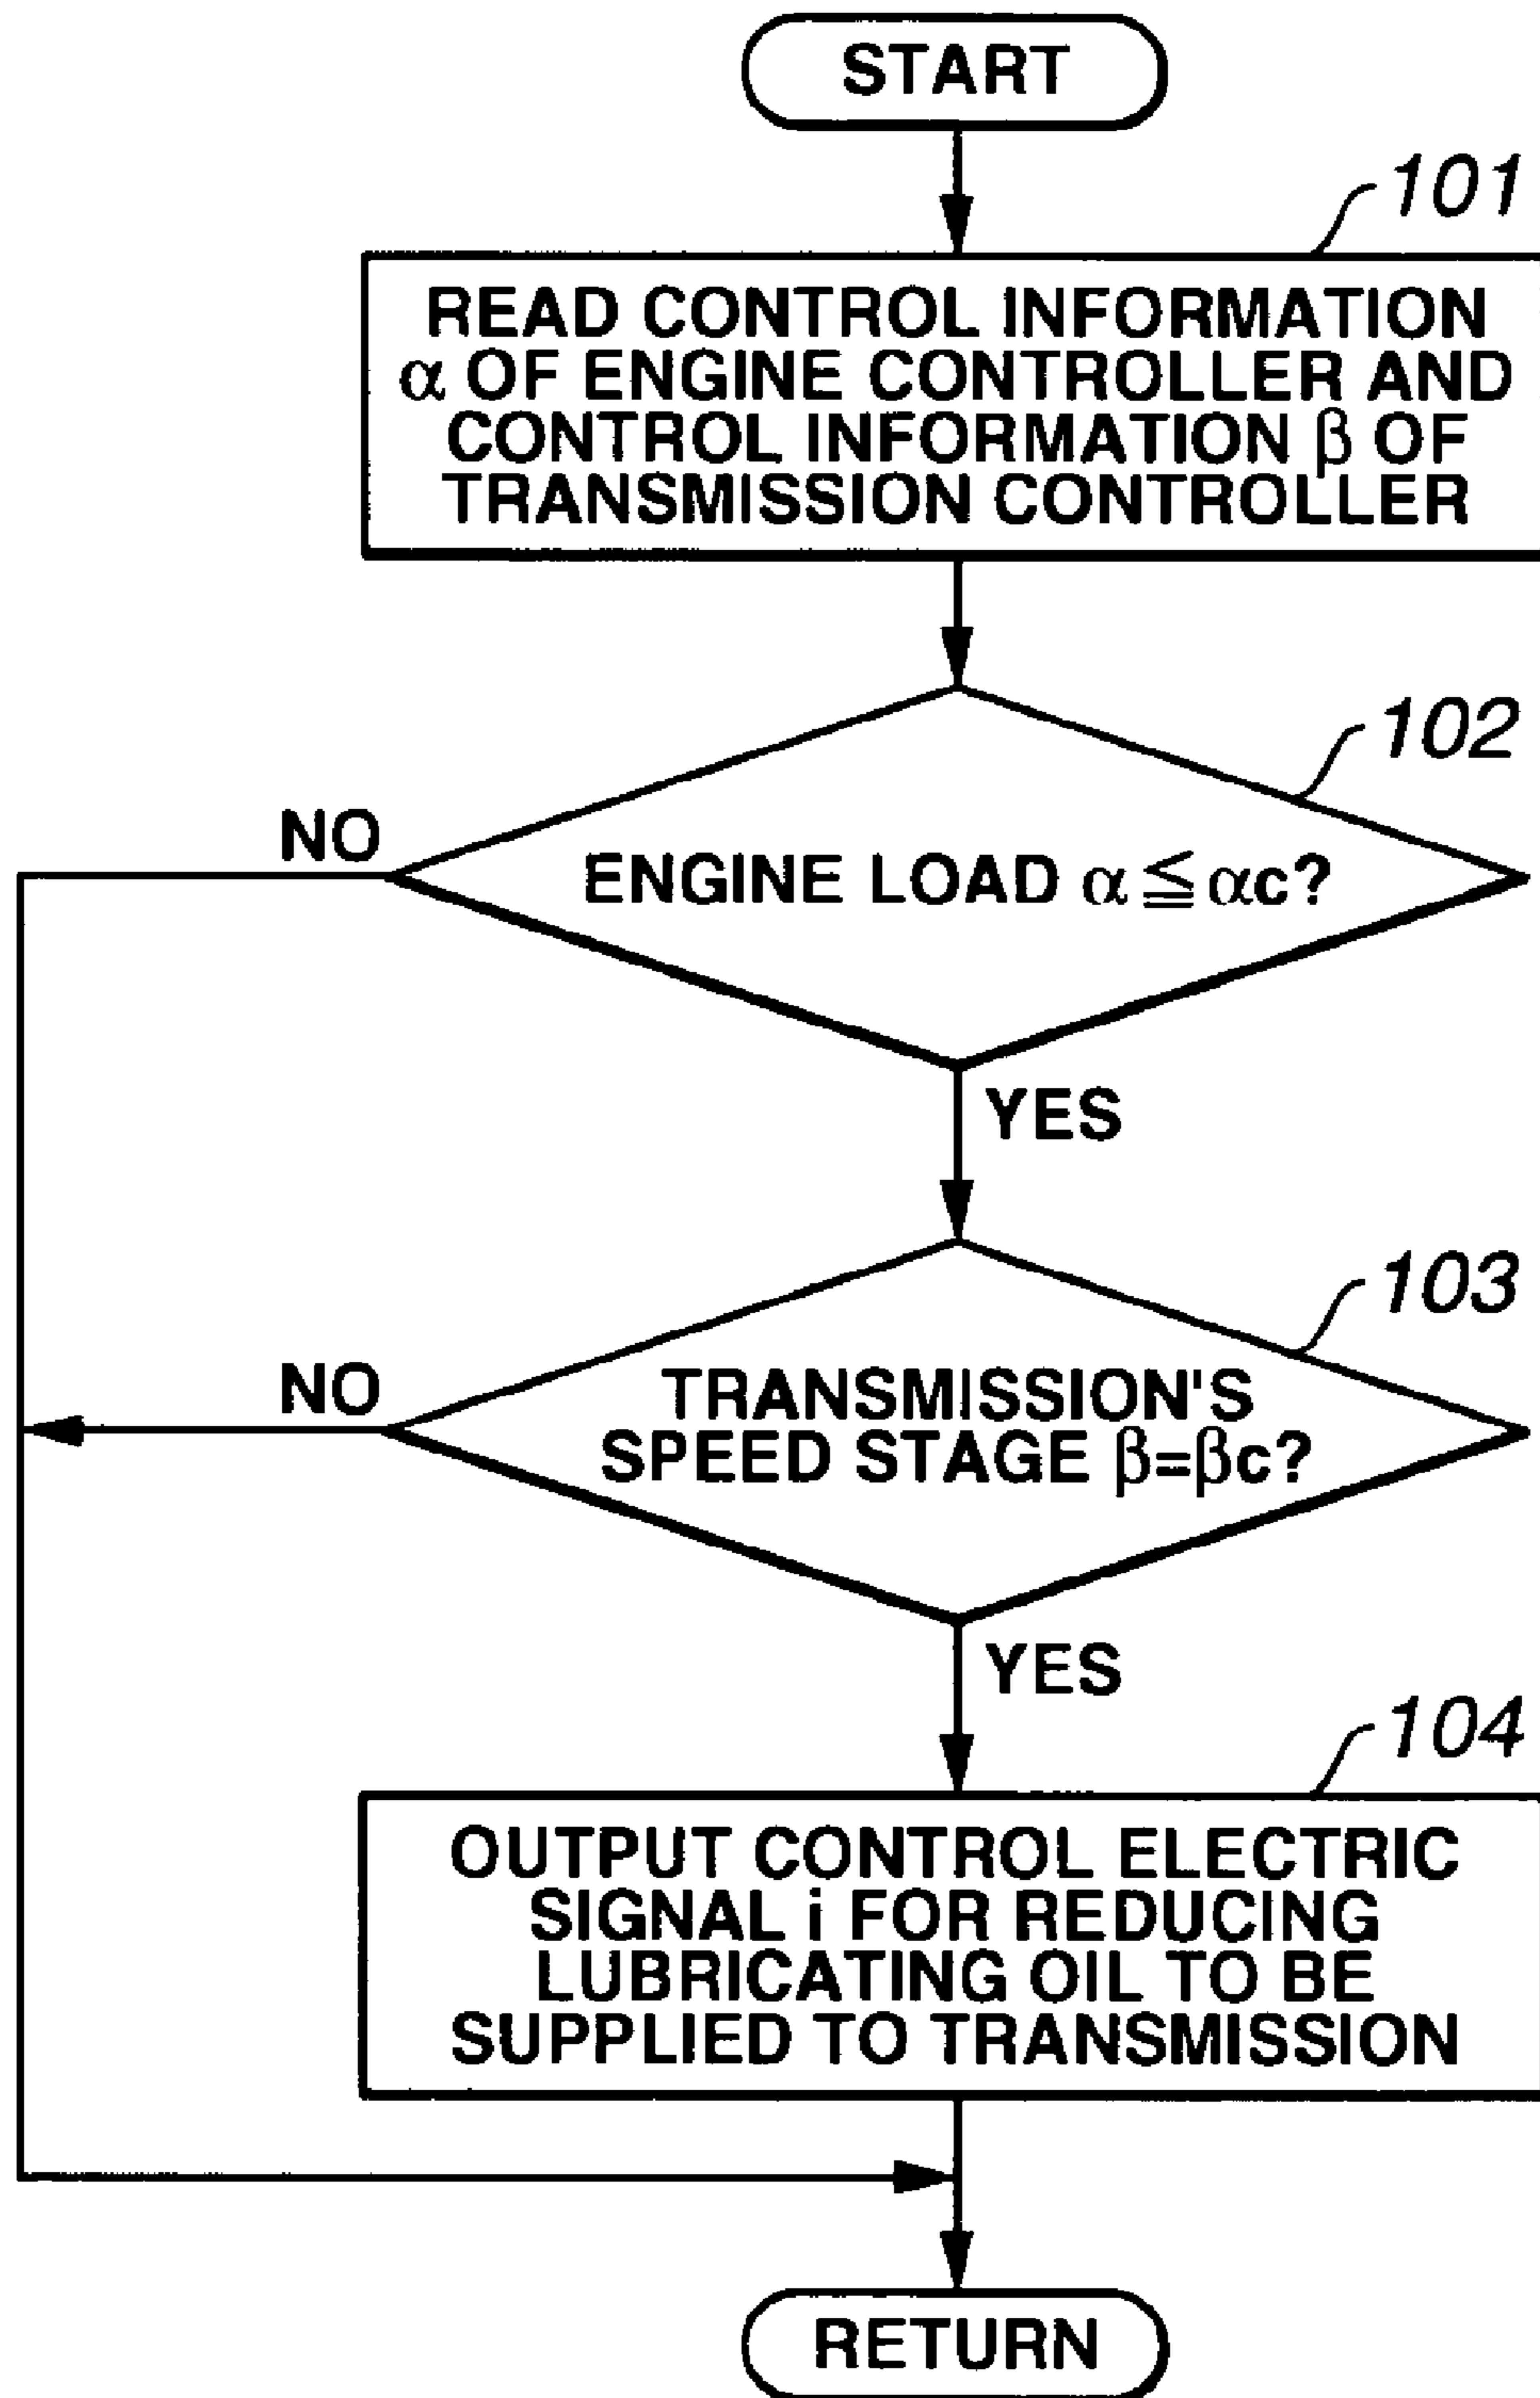 START
101
READ CONTROL INFORMATION
α OF ENGINE CONTROLLER AND
CONTROL INFORMATION β OF
TRANSMISSION CONTROLLER
102
NO
ENGINE LOAD α ≦ αc?
YES
103
NO
TRANSMISSION'S
SPEED STAGE β=βc?
YES
104
OUTPUT CONTROL ELECTRIC
SIGNAL i FOR REDUCING
LUBRICATING OIL TO BE
SUPPLIED TO TRANSMISSION
RETURN